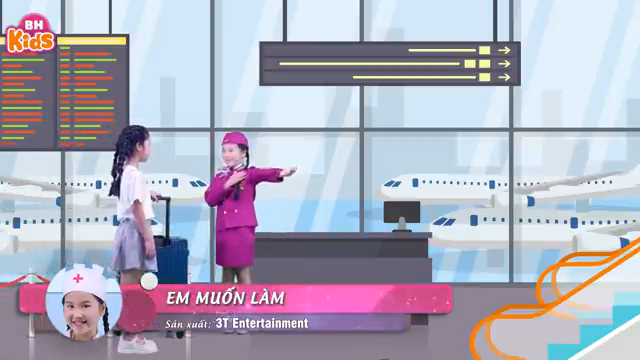 BH
Kids
EM MUỐN LÀM
Sản xuất: 3T Entertainment